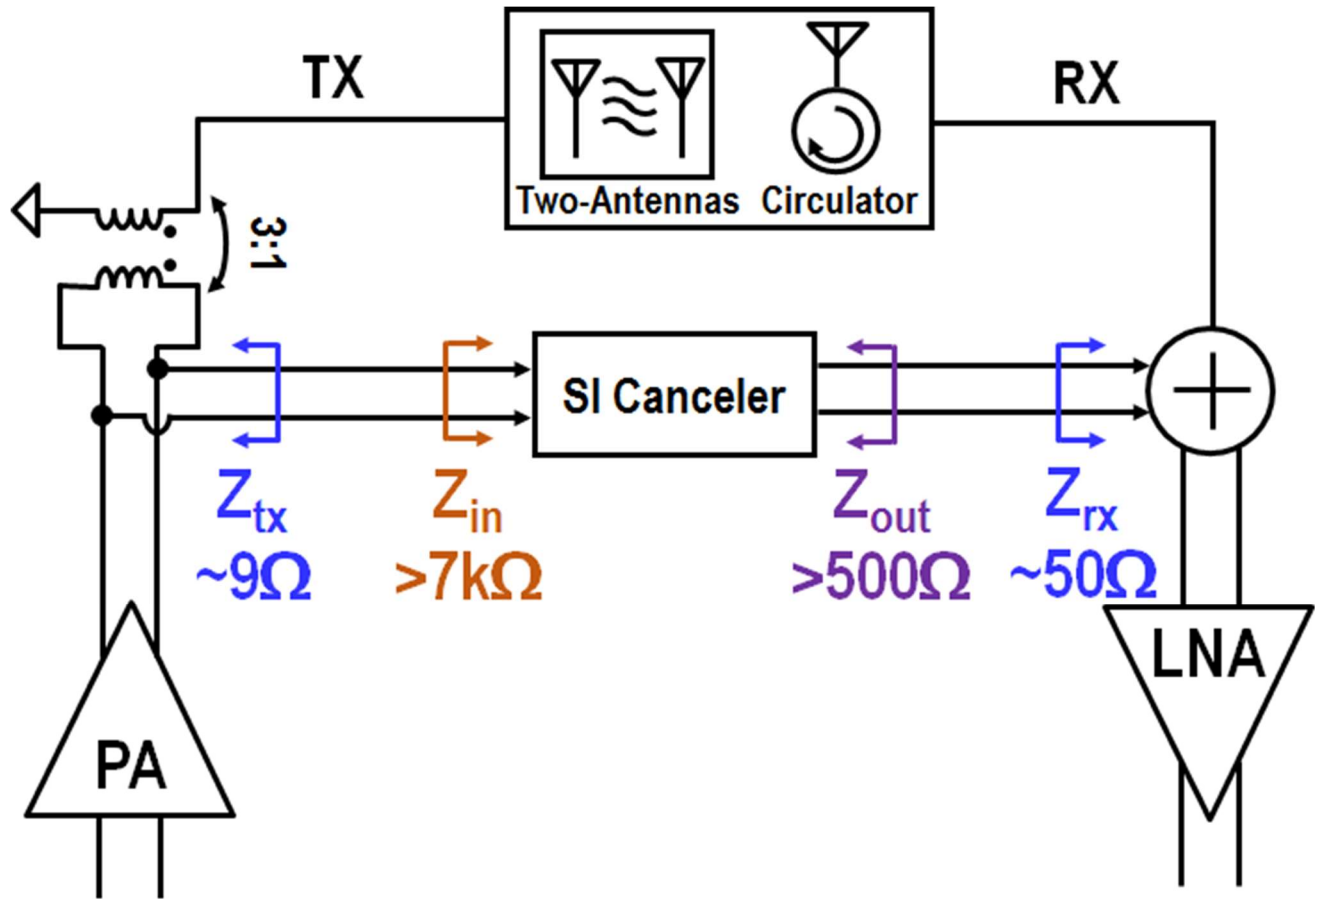 TX
RX
Two-Antennas
Circulator
3:1
SI Canceler
Ztx
~9Ω
Zin
>7kΩ
Zout
>500Ω
Zrx
~50Ω
LNA
PA